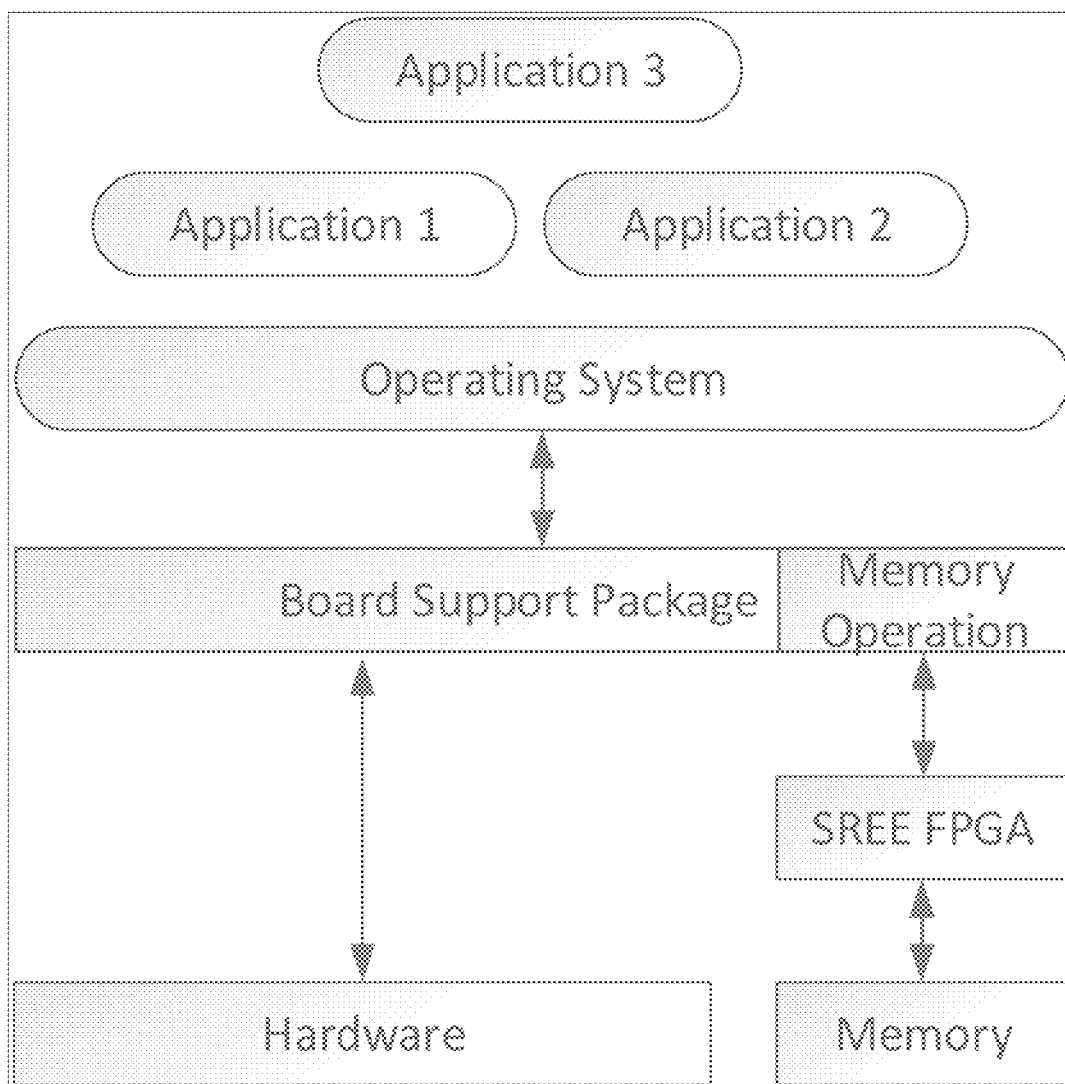 Application 3
Application 1
Application 2
Operating System
Board Support Package
Memory
Operation
SREE FPGA
Hardware
Memory